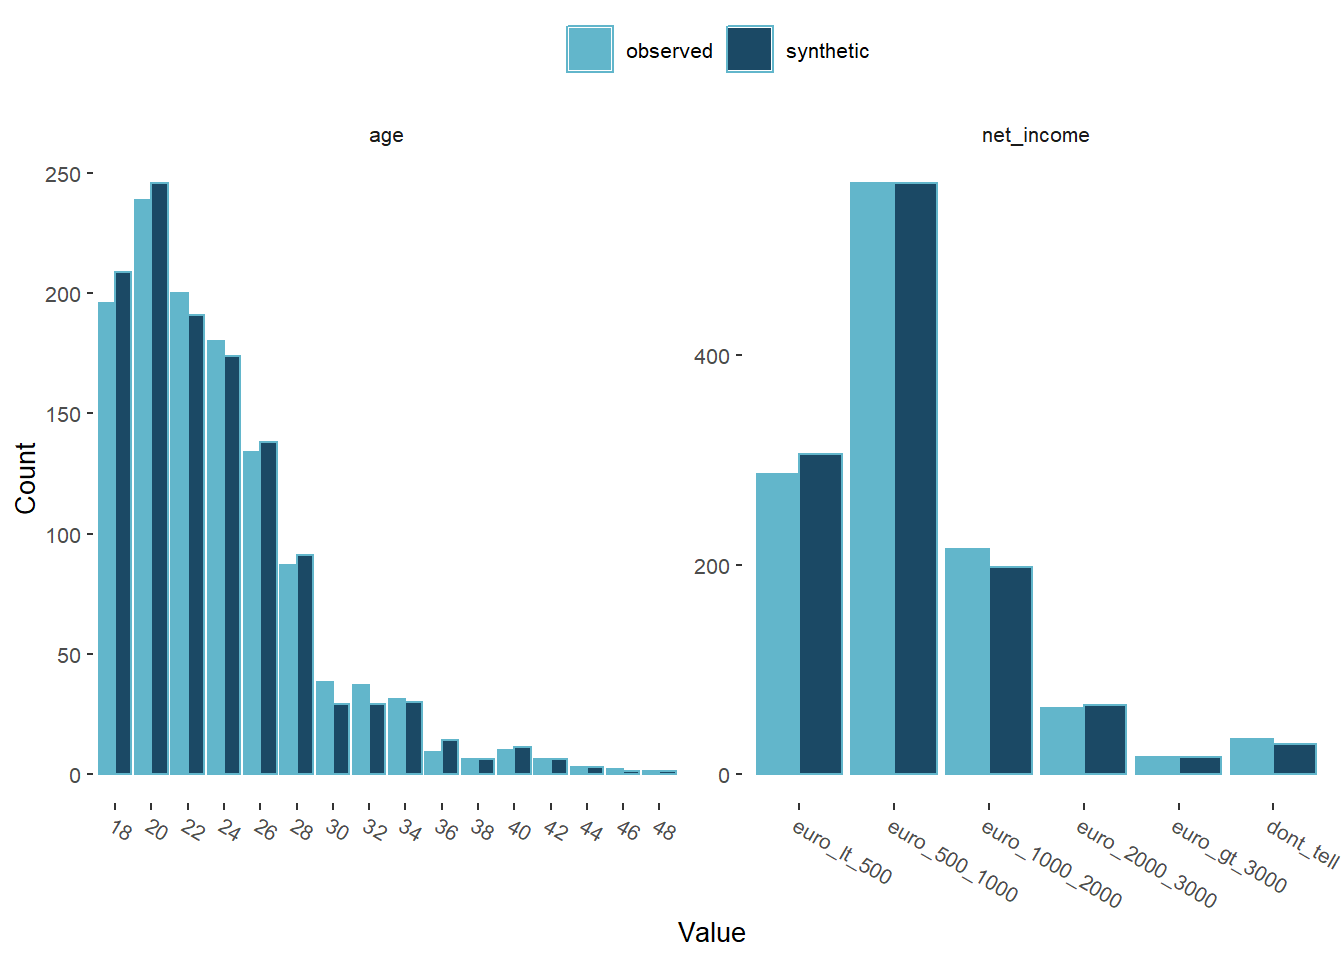 observed synthetic
age
net_income
Count
250
200
150
100
50
0
400
200
0
18 20 22 24 26 28 30 32 34 36 38 40 42 44 46 48
euro_lt_500 euro_500_1000 euro_1000_2000 euro_2000_3000 euro_gt_3000 dont_tell
Value